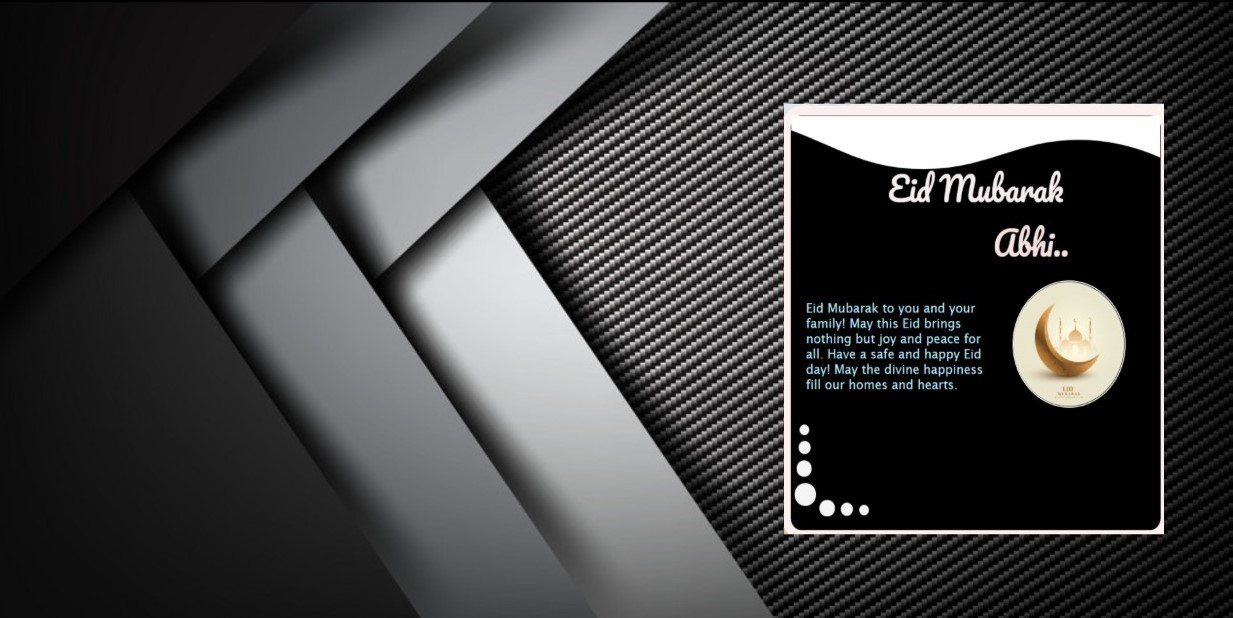 Eid Mubarak
Abhi..
Eid Mubarak to you and your
family! May this Eid brings
nothing but joy and peace for
all. Have a safe and happy Eid
day! May the divine happiness
fill our homes and hearts.
EID
MUBARAK